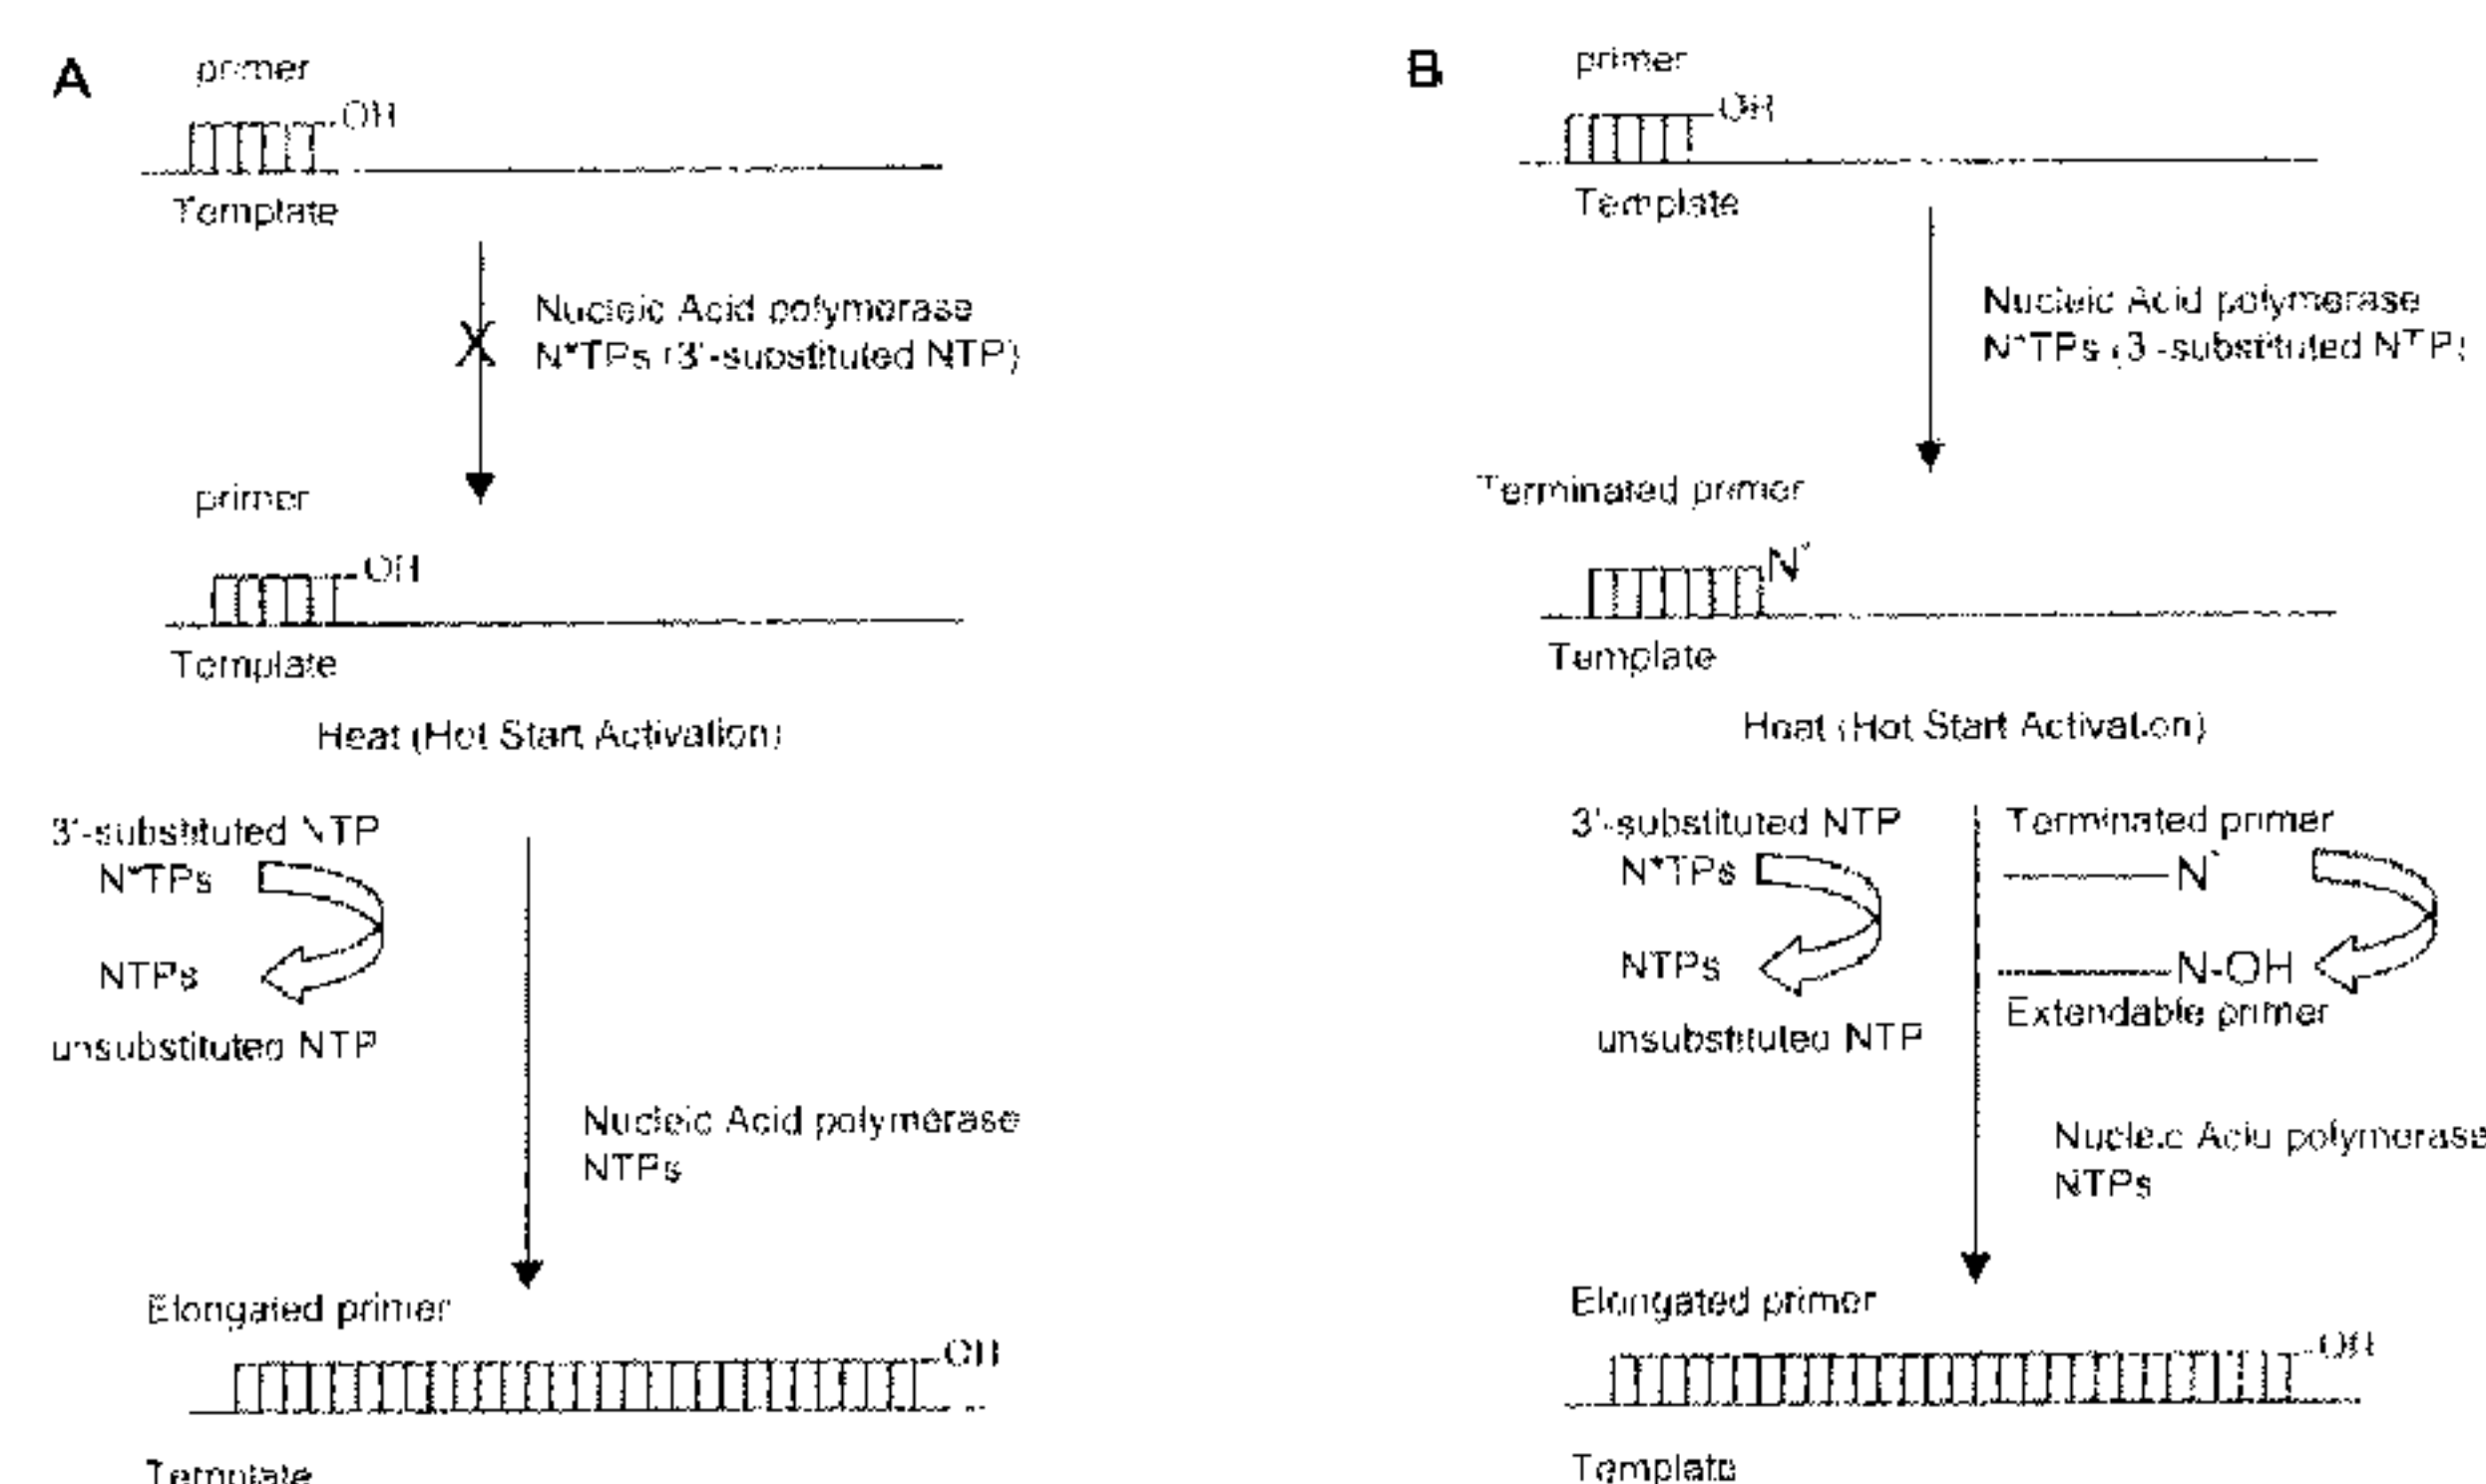 A
primer
OH
Template
Nucleic Acid polymerase
N*TPs (3'-substituted NTP)
X
primer
OH
Template
Heat (Hot Start Activation)
3'-substituted NTP
N*TPs
NTPs
unsubstituted NTP
Nucleic Acid polymerase
NTPs
Elongated primer
OH
Template
B
primer
OH
Template
Nucleic Acid polymerase
N*TPs (3'-substituted NTP)
Terminated primer
N*
Template
Heat (Hot Start Activation)
3'-substituted NTP
N*TPs
NTPs
unsubstituted NTP
Terminated primer
N*
N-OH
Extendable primer
Nucleic Acid polymerase
NTPs
Elongated primer
OH
Template